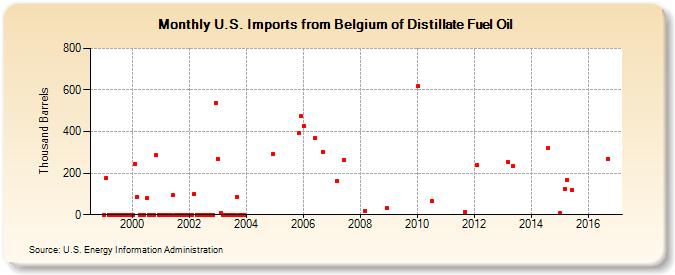 Monthly U.S. Imports from Belgium of Distillate Fuel Oil
Thousand Barrels
800
600
400
200
0
2000 2002 2004 2006 2008 2010 2012 2014 2016
Source: U.S. Energy Information Administration